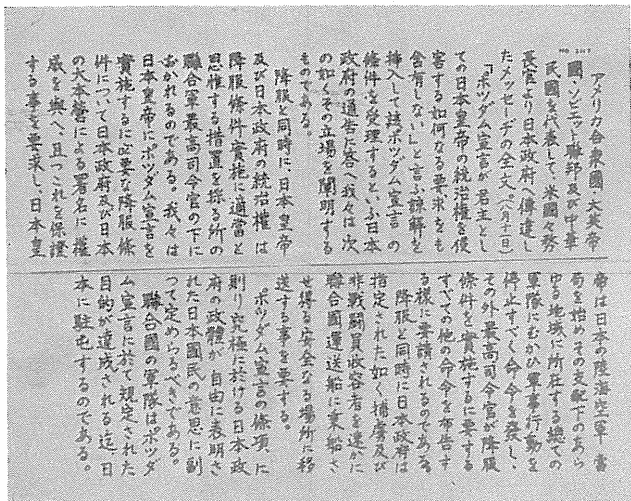 アメリカ合衆國、大英帝
國、ソビエット聯邦及び中華
民國を代表して、米國々務
長官より日本政府へ傳達し
たメッセーヂの全文。(八月十一日)
「ポツダム宣言が君主とし
ての日本皇帝の統治權を侵
害する如何なる要求をも
含有しない」と言ふ諒解を
挿入して該ポツダム宣言の
條件を受理するといふ日本
政府の通告に答へ我々は次
の如くその立場を闡明する
ものである。
降服と同時に、日本皇帝
及び日本政府の統治權は
降服條件實施に適當と
思惟する措置を採る所の
聯合軍最高司令官の下に
おかれるのである。我々は
日本皇帝にポツダム宣言を
實施するに必要な降服條
件について日本政府及び日本
の大本營による署名に權
威を與へ、且つこれを保證
する事を要求し、日本皇
帝は日本の陸海空軍當
局を始めその支配下のあら
ゆる地域に所在する總ての
軍隊にむかひ軍事行動を
停止すべく命令を發し、
その外最高司令官が降服
條件を實施するに要する
すべての他の命令を布告す
る樣に要請されるのである。
降服と同時に日本政府は
指定された如く捕虜及び
非戰鬪員收容者を速かに
聯合國運送船に乘船さ
せ得る安全なる場所に移
送する事を要する。
ポツダム宣言の條項に
則り究極に於ける日本政
府の政體が自由に表明さ
れた日本國民の意思に副
つて定めらるべきである。
聯合國の軍隊はポツダ
ム宣言に於て規定された
目的が達成される迄日
本に駐屯するのである。